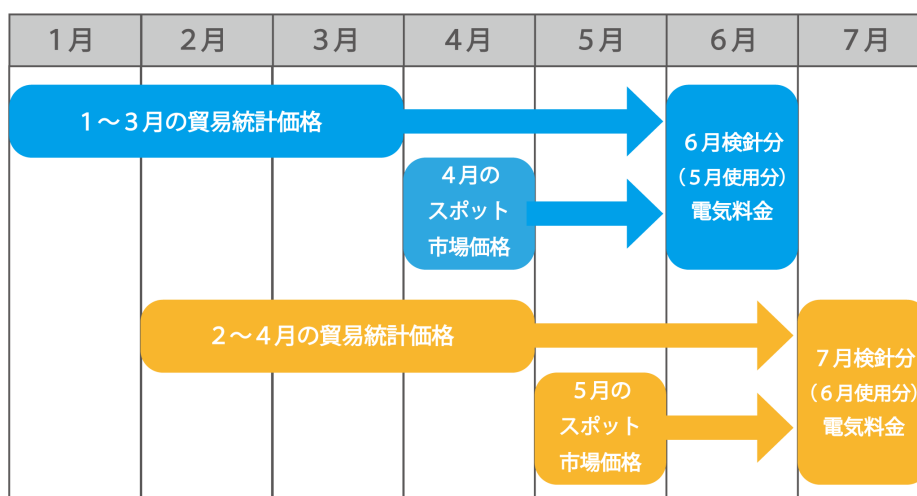 1月 2月 3月 4月 5月 6月 7月
1～3月の貿易統計価格
4月の
スポット
市場価格
6月検針分
（5月使用分）
電気料金
2～4月の貿易統計価格
5月の
スポット
市場価格
7月検針分
（6月使用分）
電気料金